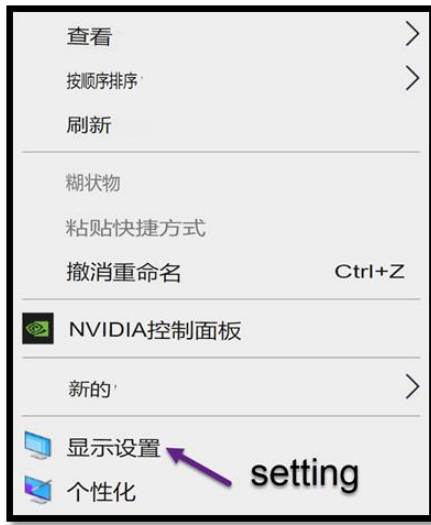 查看
按顺序排序
刷新
糊状物
粘贴快捷方式
撤消重命名 Ctrl+Z
NVIDIA控制面板
新的
显示设置
setting
个性化